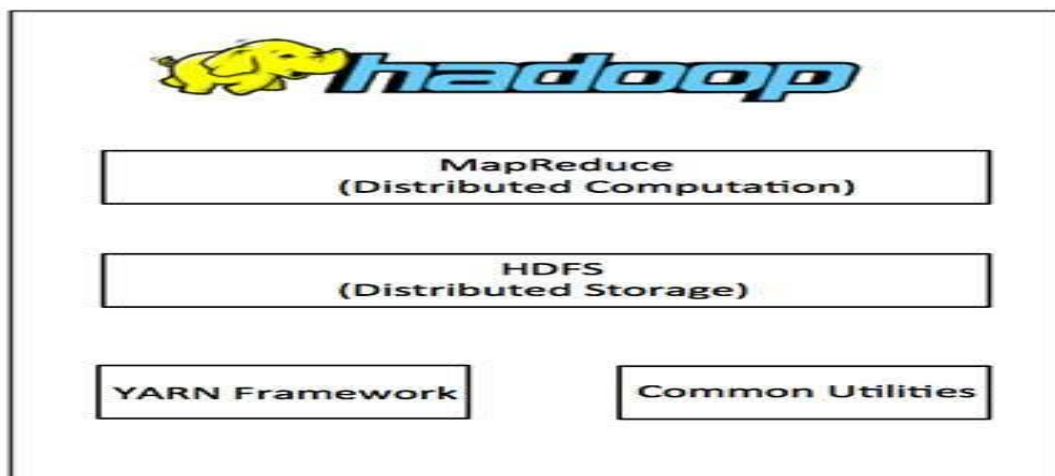 hadoop
MapReduce
(Distributed Computation)
HDFS
(Distributed Storage)
YARN Framework
Common Utilities